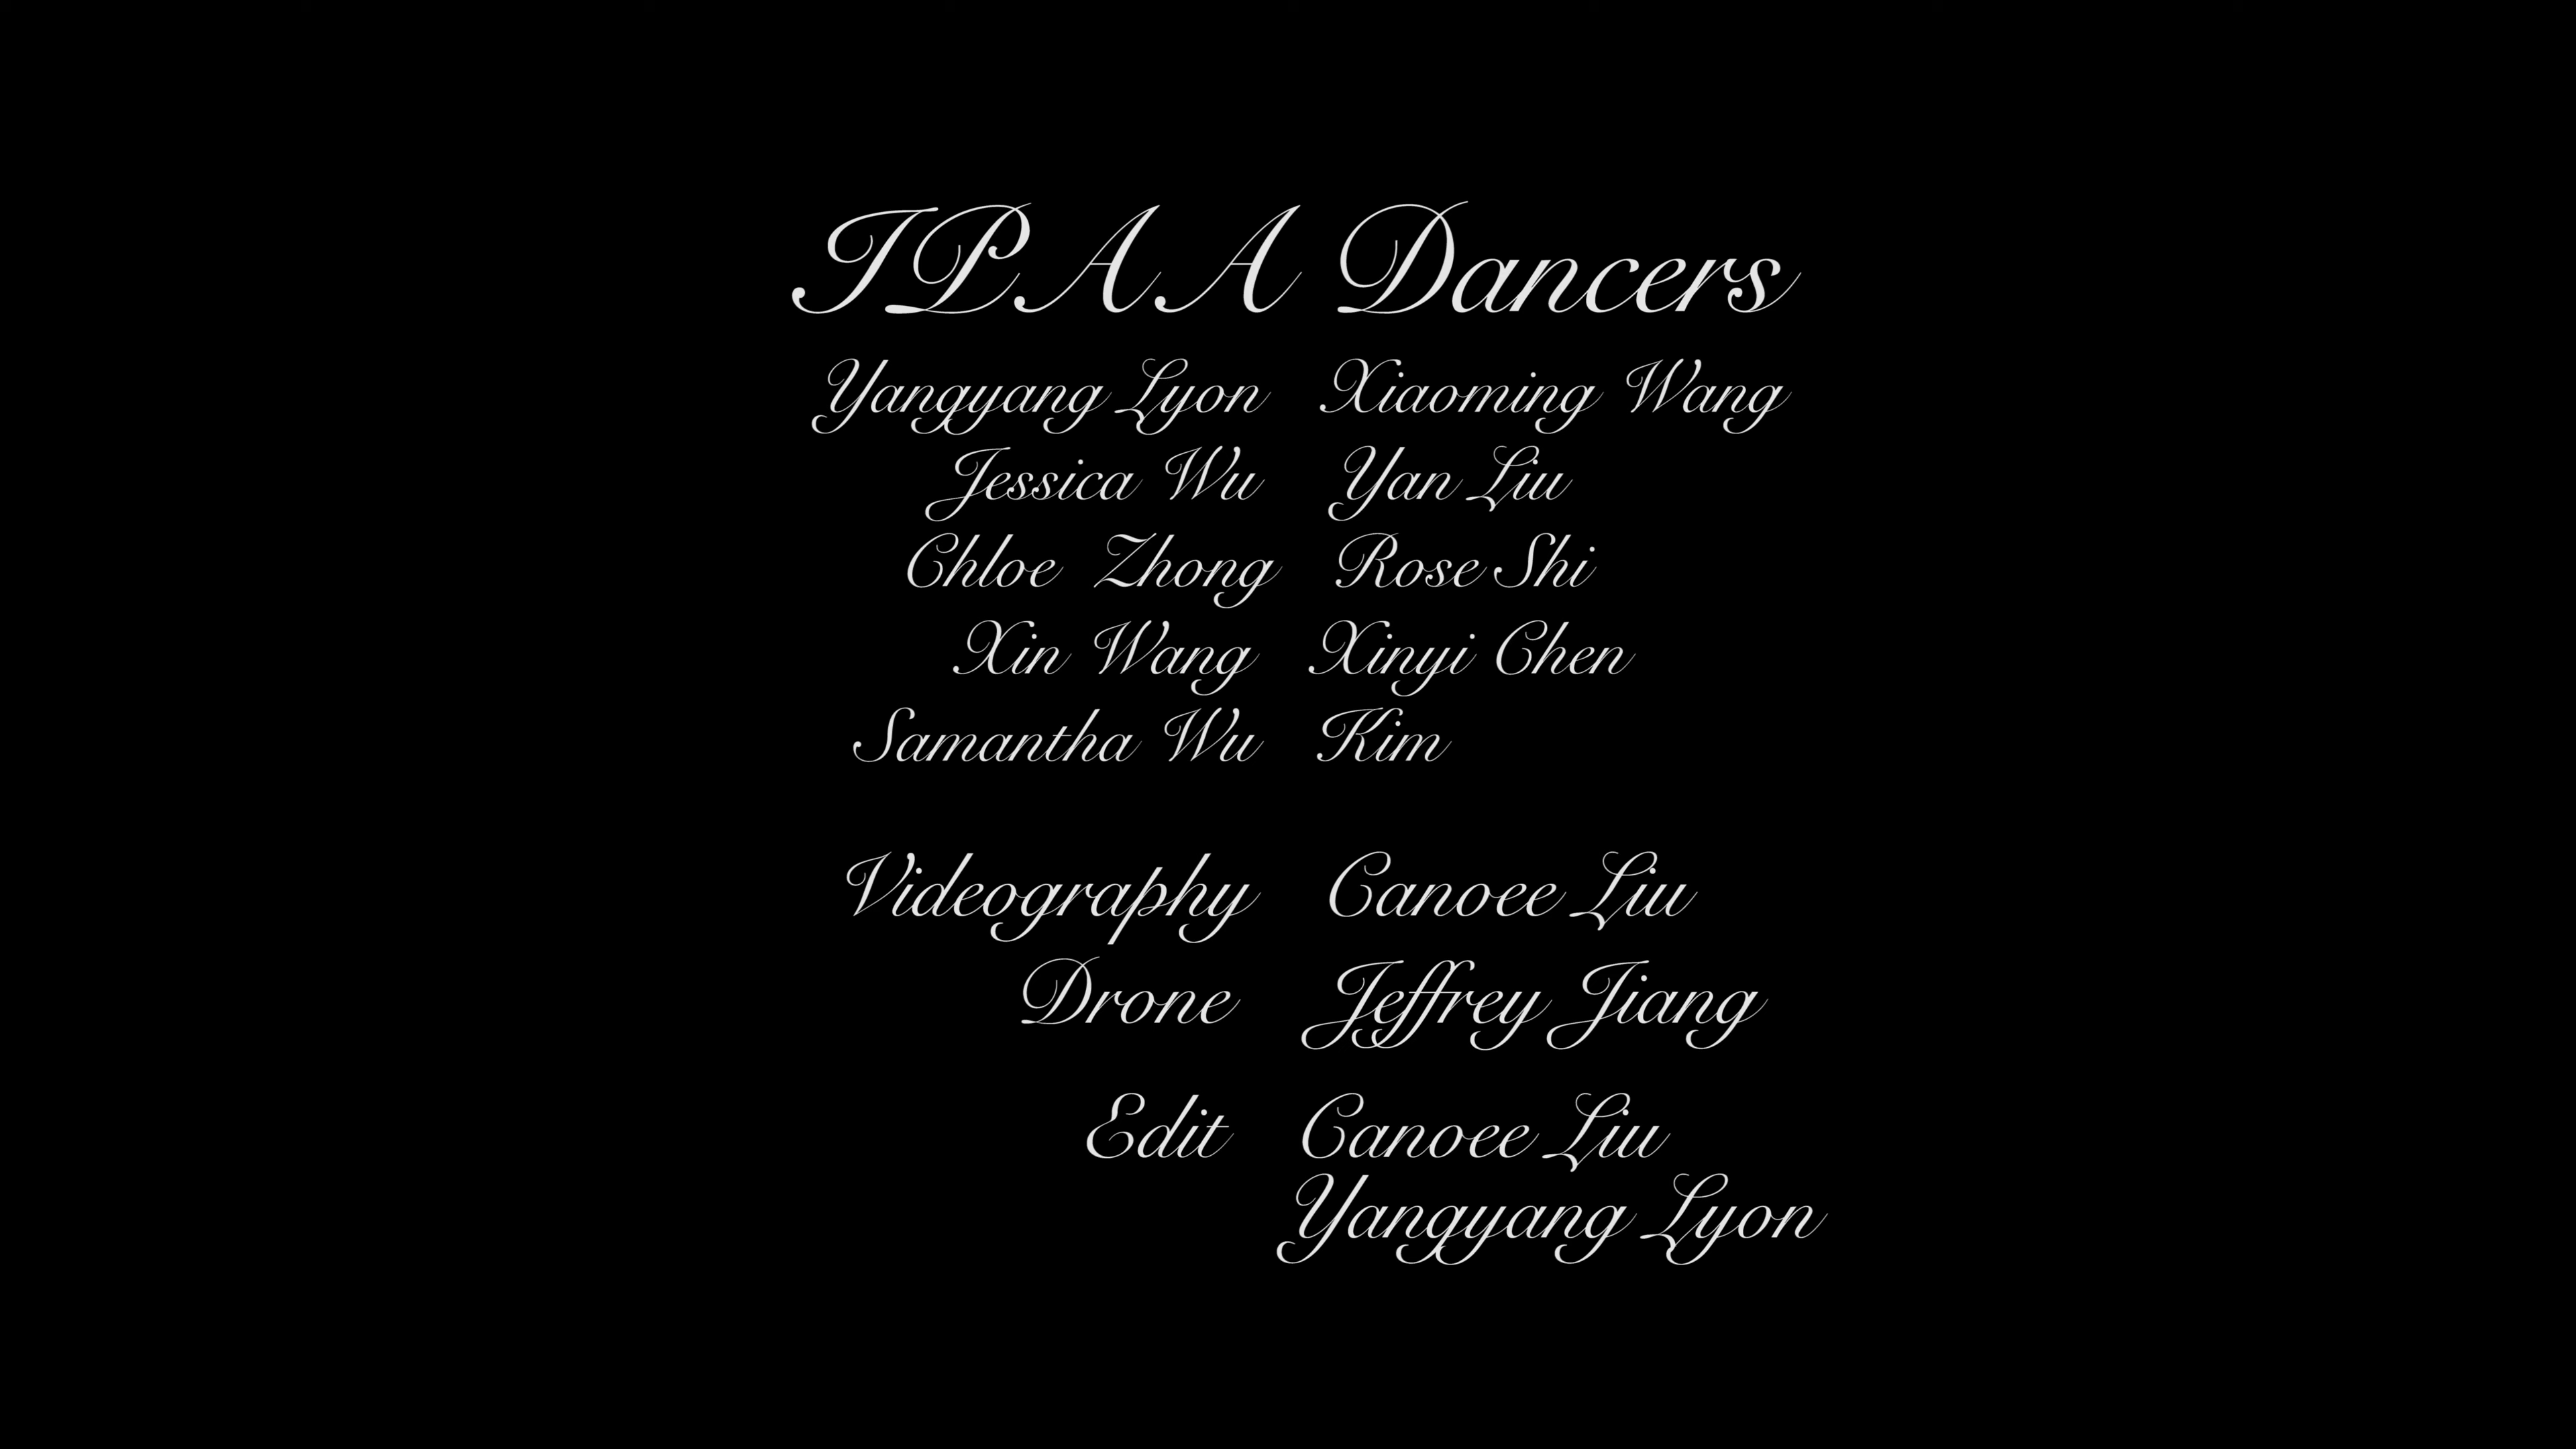 IPAA Dancers
Yangyang Lyon Xiaoming Wang
Jessica Wu Yan Liu
Chloe Zhong Rose Shi
Xin Wang Xinyi Chen
Samantha Wu Kim
Videography Canoee Liu
Drone Jeffrey Jiang
Edit Canoee Liu
Yangyang Lyon